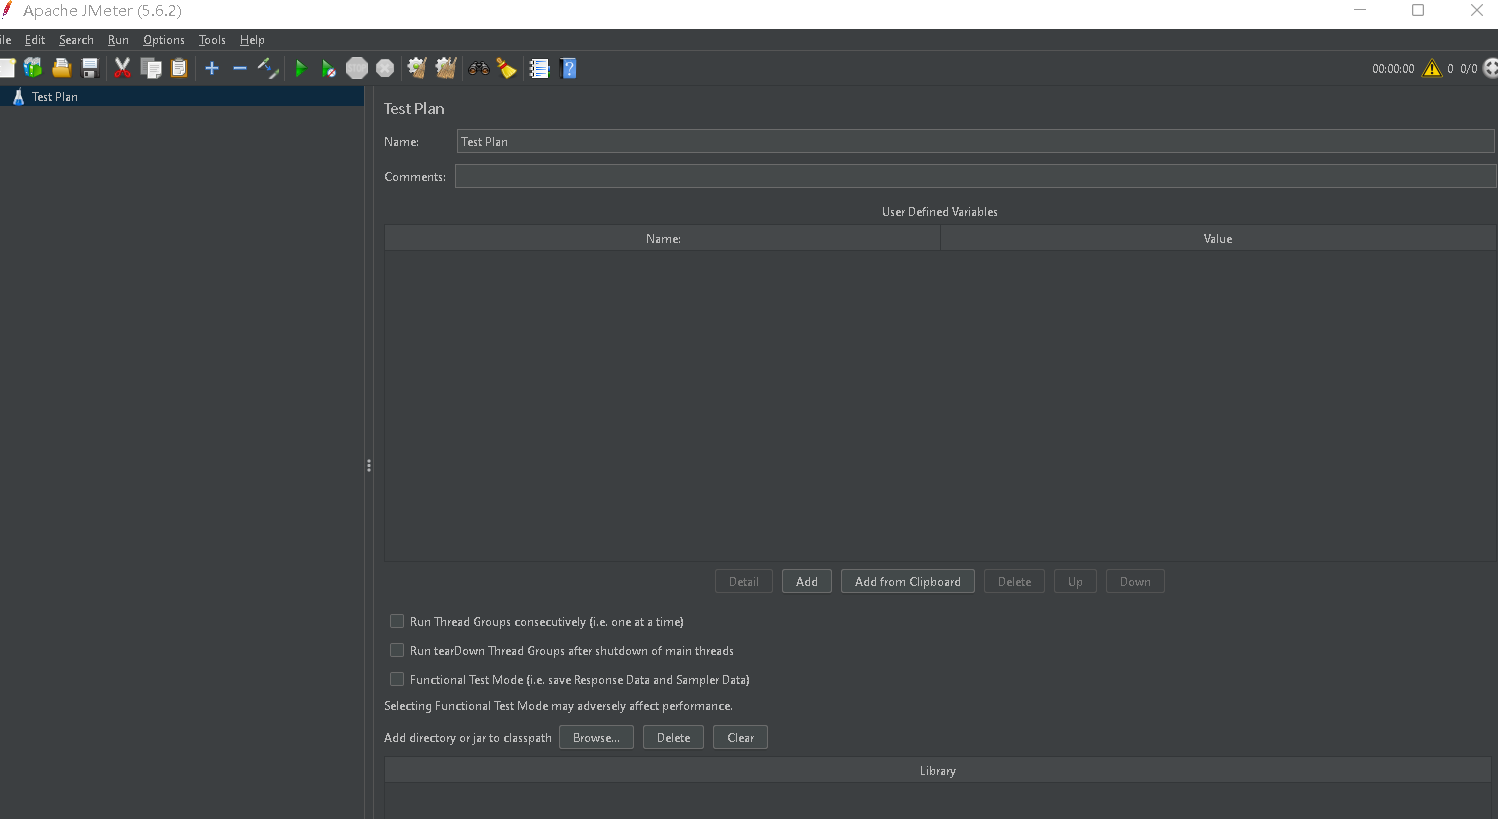 Apache JMeter (5.6.2)
ile Edit Search Run Options Tools Help
STOP ? 00:00:00 0 0/0
Test Plan
Test Plan
Name: Test Plan
Comments:
User Defined Variables
Name: Value
Detail Add Add from Clipboard Delete Up Down
Run Thread Groups consecutively (i.e. one at a time)
Run tearDown Thread Groups after shutdown of main threads
Functional Test Mode (i.e. save Response Data and Sampler Data)
Selecting Functional Test Mode may adversely affect performance.
Add directory or jar to classpath Browse... Delete Clear
Library